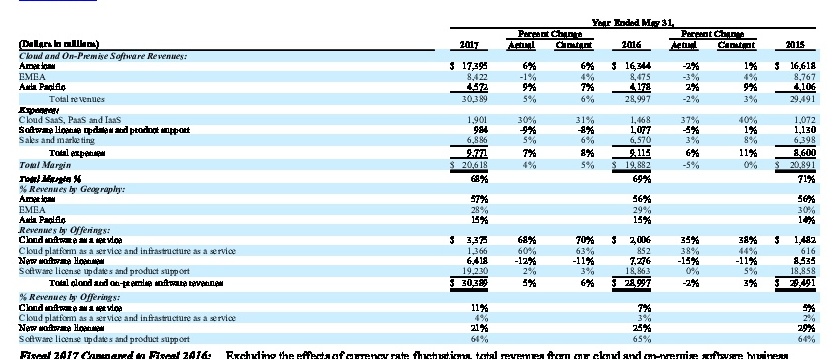 Year Ended May 31,
Percent Change Percent Change
(Dollars in millions) 2017 Actual Constant 2016 Actual Constant 2015
Cloud and On-Premise Software Revenues:
Americas $ 17,395 6% 6% $ 16,344 -2% 1% $ 16,618
EMEA 8,422 -1% 4% 8,475 -3% 4% 8,767
Asia Pacific 4,572 9% 7% 4,178 2% 9% 4,106
Total revenues 30,389 5% 6% 28,997 -2% 3% 29,491
Expenses:
Cloud SaaS, PaaS and IaaS 1,901 30% 31% 1,468 37% 40% 1,072
Software license updates and product support 984 -9% -8% 1,077 -5% 1% 1,130
Sales and marketing 6,886 5% 6% 6,570 3% 8% 6,398
Total expenses 9,771 7% 8% 9,115 6% 11% 8,600
Total Margin $ 20,618 4% 5% $ 19,882 -5% 0% $ 20,891
Total Margin % 68% 69% 71%
% Revenues by Geography:
Americas 57% 56% 56%
EMEA 28% 29% 30%
Asia Pacific 15% 15% 14%
Revenues by Offerings:
Cloud software as a service $ 3,375 68% 70% $ 2,006 35% 38% $ 1,482
Cloud platform as a service and infrastructure as a service 1,366 60% 63% 852 38% 44% 616
New software licenses 6,418 -12% -11% 7,276 -15% -11% 8,535
Software license updates and product support 19,230 2% 3% 18,863 0% 5% 18,858
Total cloud and on-premise software revenues $ 30,389 5% 6% $ 28,997 -2% 3% $ 29,491
% Revenues by Offerings:
Cloud software as a service 11% 7% 5%
Cloud platform as a service and infrastructure as a service 4% 3% 2%
New software licenses 21% 25% 29%
Software license updates and product support 64% 65% 64%
Fiscal 2017 Compared to Fiscal 2016: Excluding the effects of currency rate fluctuations, total revenues from our cloud and on-premise software business